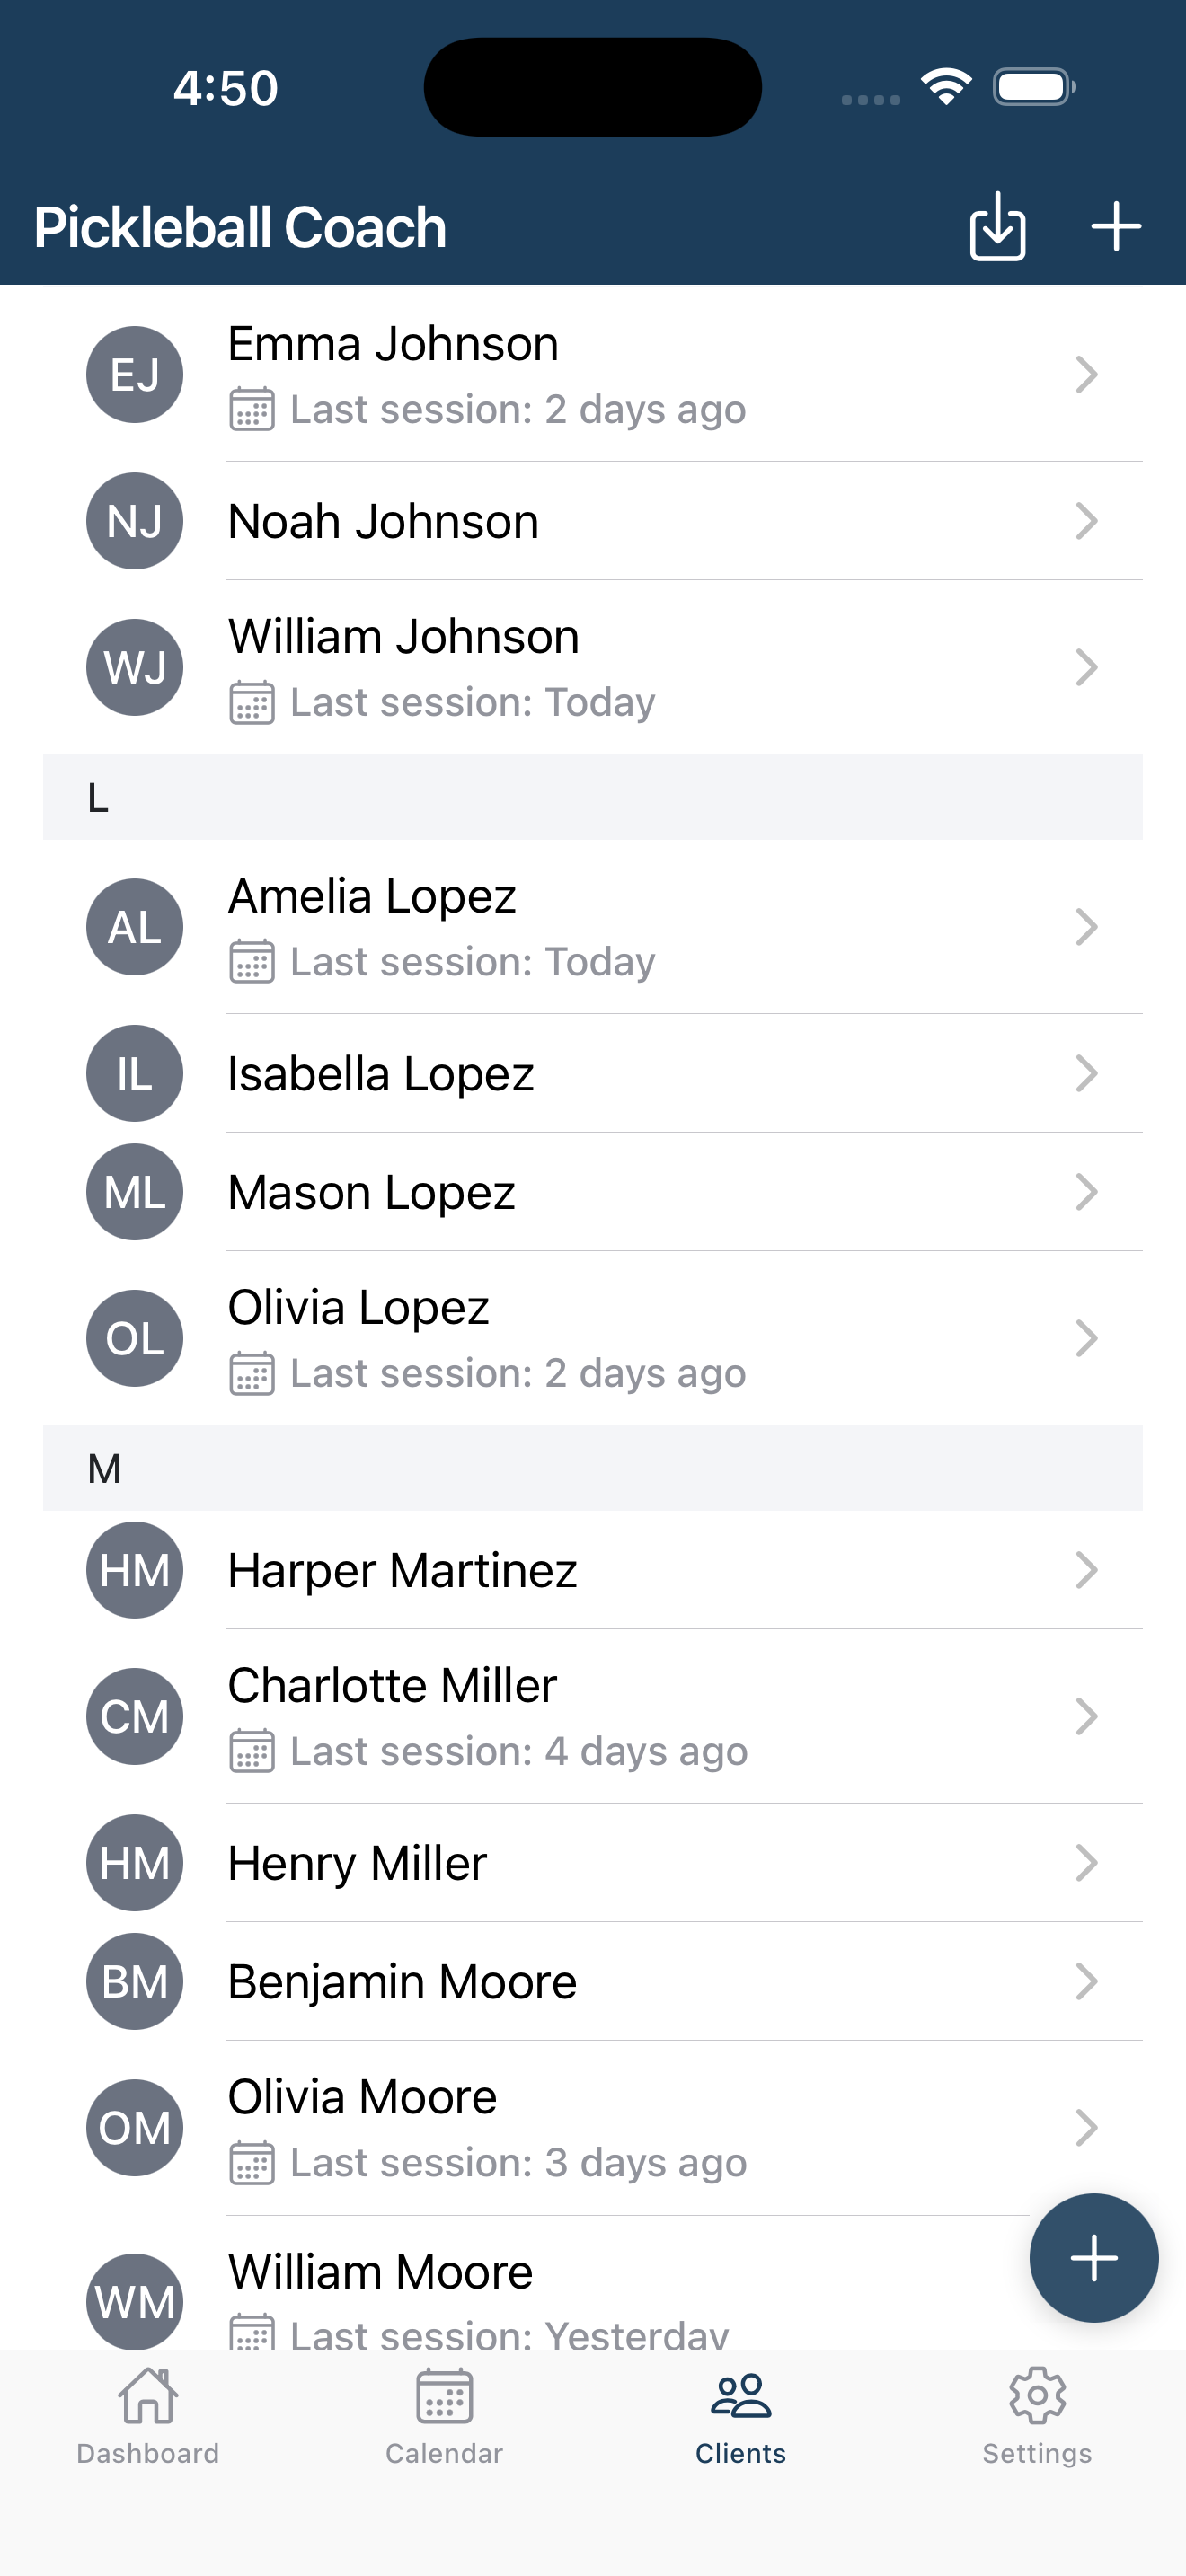 4:50
Pickleball Coach
EJ
Emma Johnson
Last session: 2 days ago
NJ
Noah Johnson
WJ
William Johnson
Last session: Today
L
AL
Amelia Lopez
Last session: Today
IL
Isabella Lopez
ML
Mason Lopez
OL
Olivia Lopez
Last session: 2 days ago
M
HM
Harper Martinez
CM
Charlotte Miller
Last session: 4 days ago
HM
Henry Miller
BM
Benjamin Moore
OM
Olivia Moore
Last session: 3 days ago
WM
William Moore
Last session: Yesterday
Dashboard
Calendar
Clients
Settings